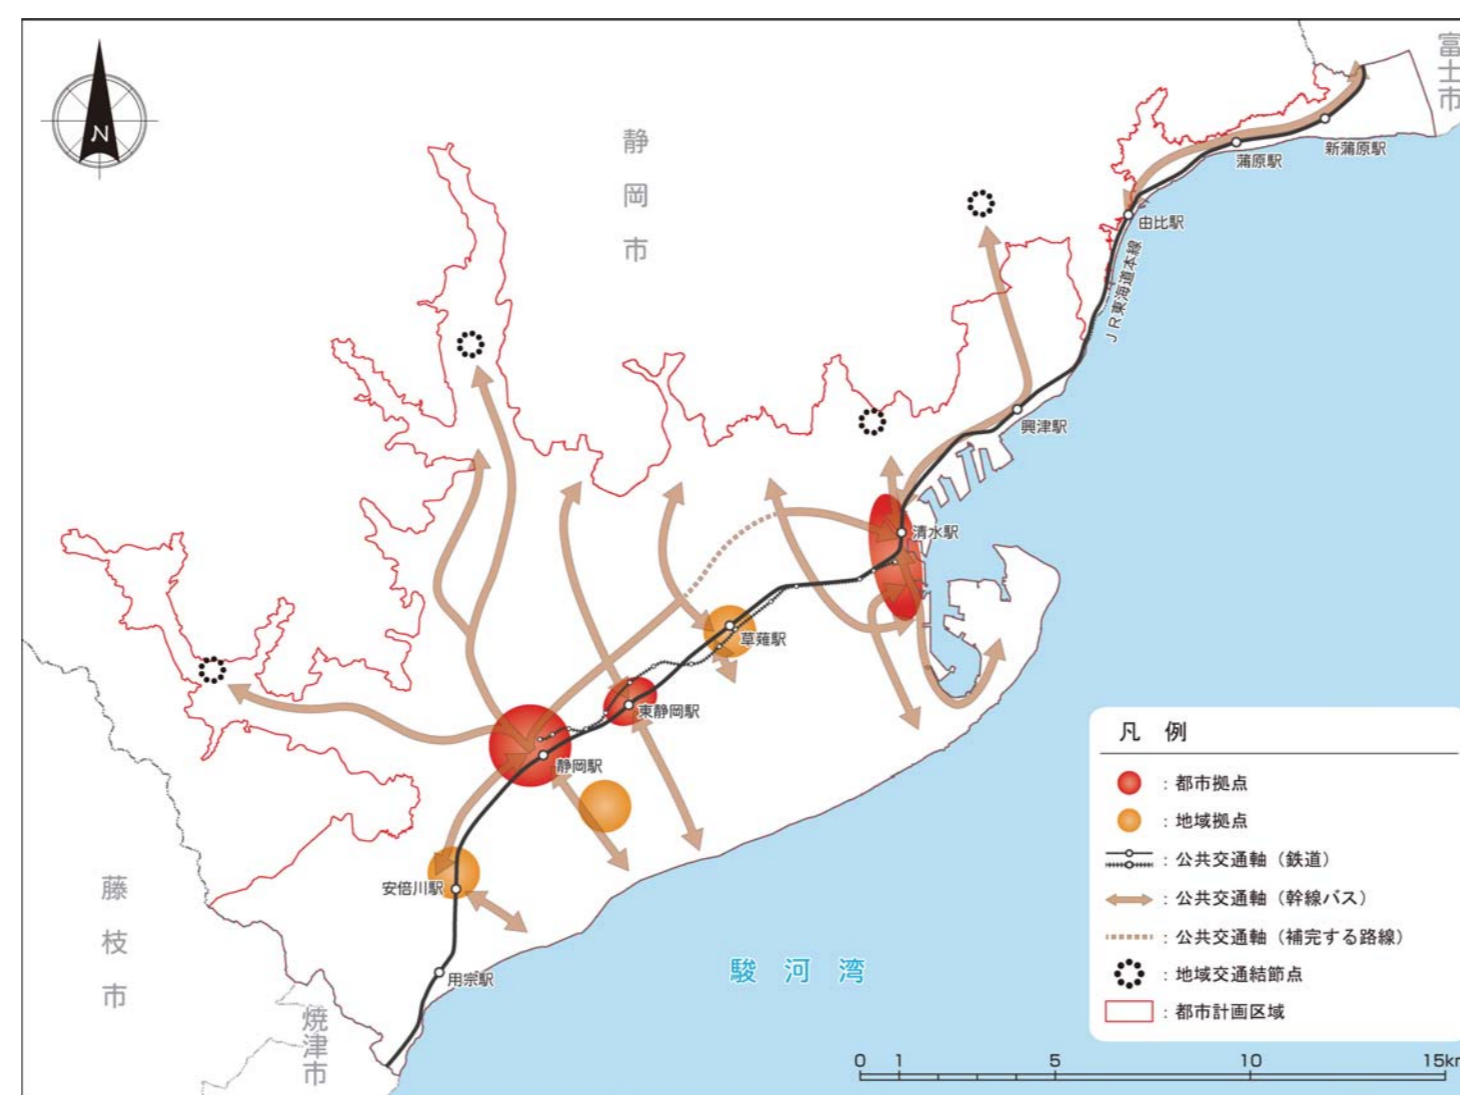 N
静岡市
富士市
新蒲原駅
蒲原駅
由比駅
JR東海道本線
興津駅
清水駅
草薙駅
東静岡駅
静岡駅
安倍川駅
用宗駅
藤枝市
焼津市
駿河湾
凡 例
：都市拠点
：地域拠点
：公共交通軸（鉄道）
：公共交通軸（幹線バス）
：公共交通軸（補完する路線）
：地域交通結節点
：都市計画区域
0 1 5 10 15km